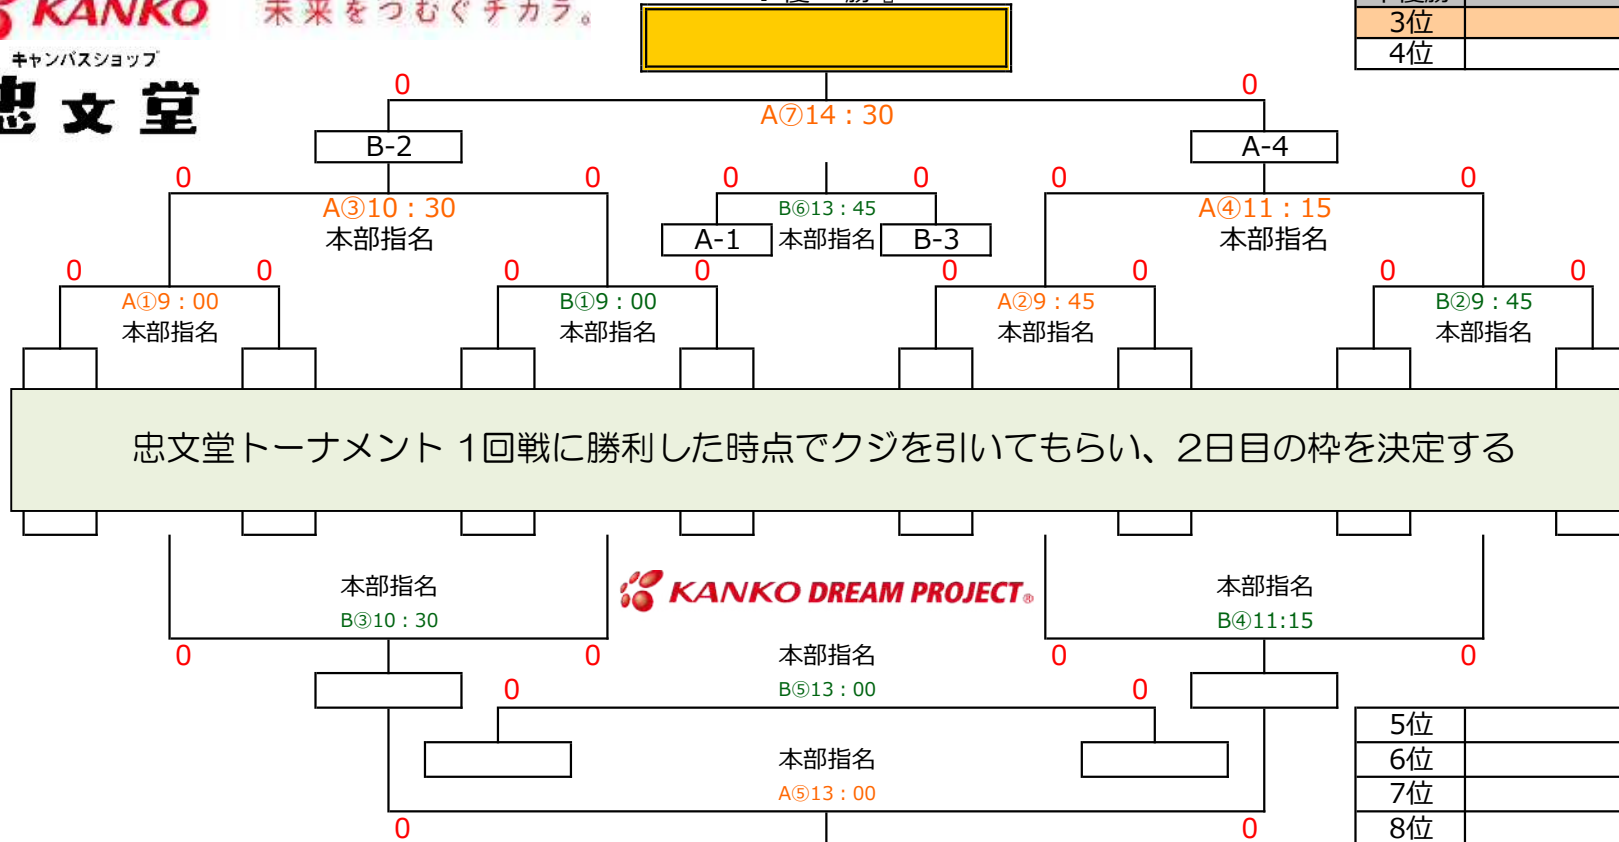 KANKO 未来をつむぐチカラ。
キャンパスショップ
忠文堂
3位
4位
0 0
A⑦14：30
B-2 A-4
0 0 0 0 0 0
A③10：30 B⑥13：45 A④11：15
本部指名 A-1 本部指名 B-3 本部指名
0 0 0 0 0 0 0 0
A①9：00 B①9：00 A②9：45 B②9：45
本部指名 本部指名 本部指名 本部指名
忠文堂トーナメント 1回戦に勝利した時点でクジを引いてもらい、2日目の枠を決定する
本部指名 KANKO DREAM PROJECT® 本部指名
B③10：30 B④11:15
0 0 本部指名 0 0
0 B⑤13：00 0
5位
本部指名 6位
A⑤13：00 7位
0 0 8位